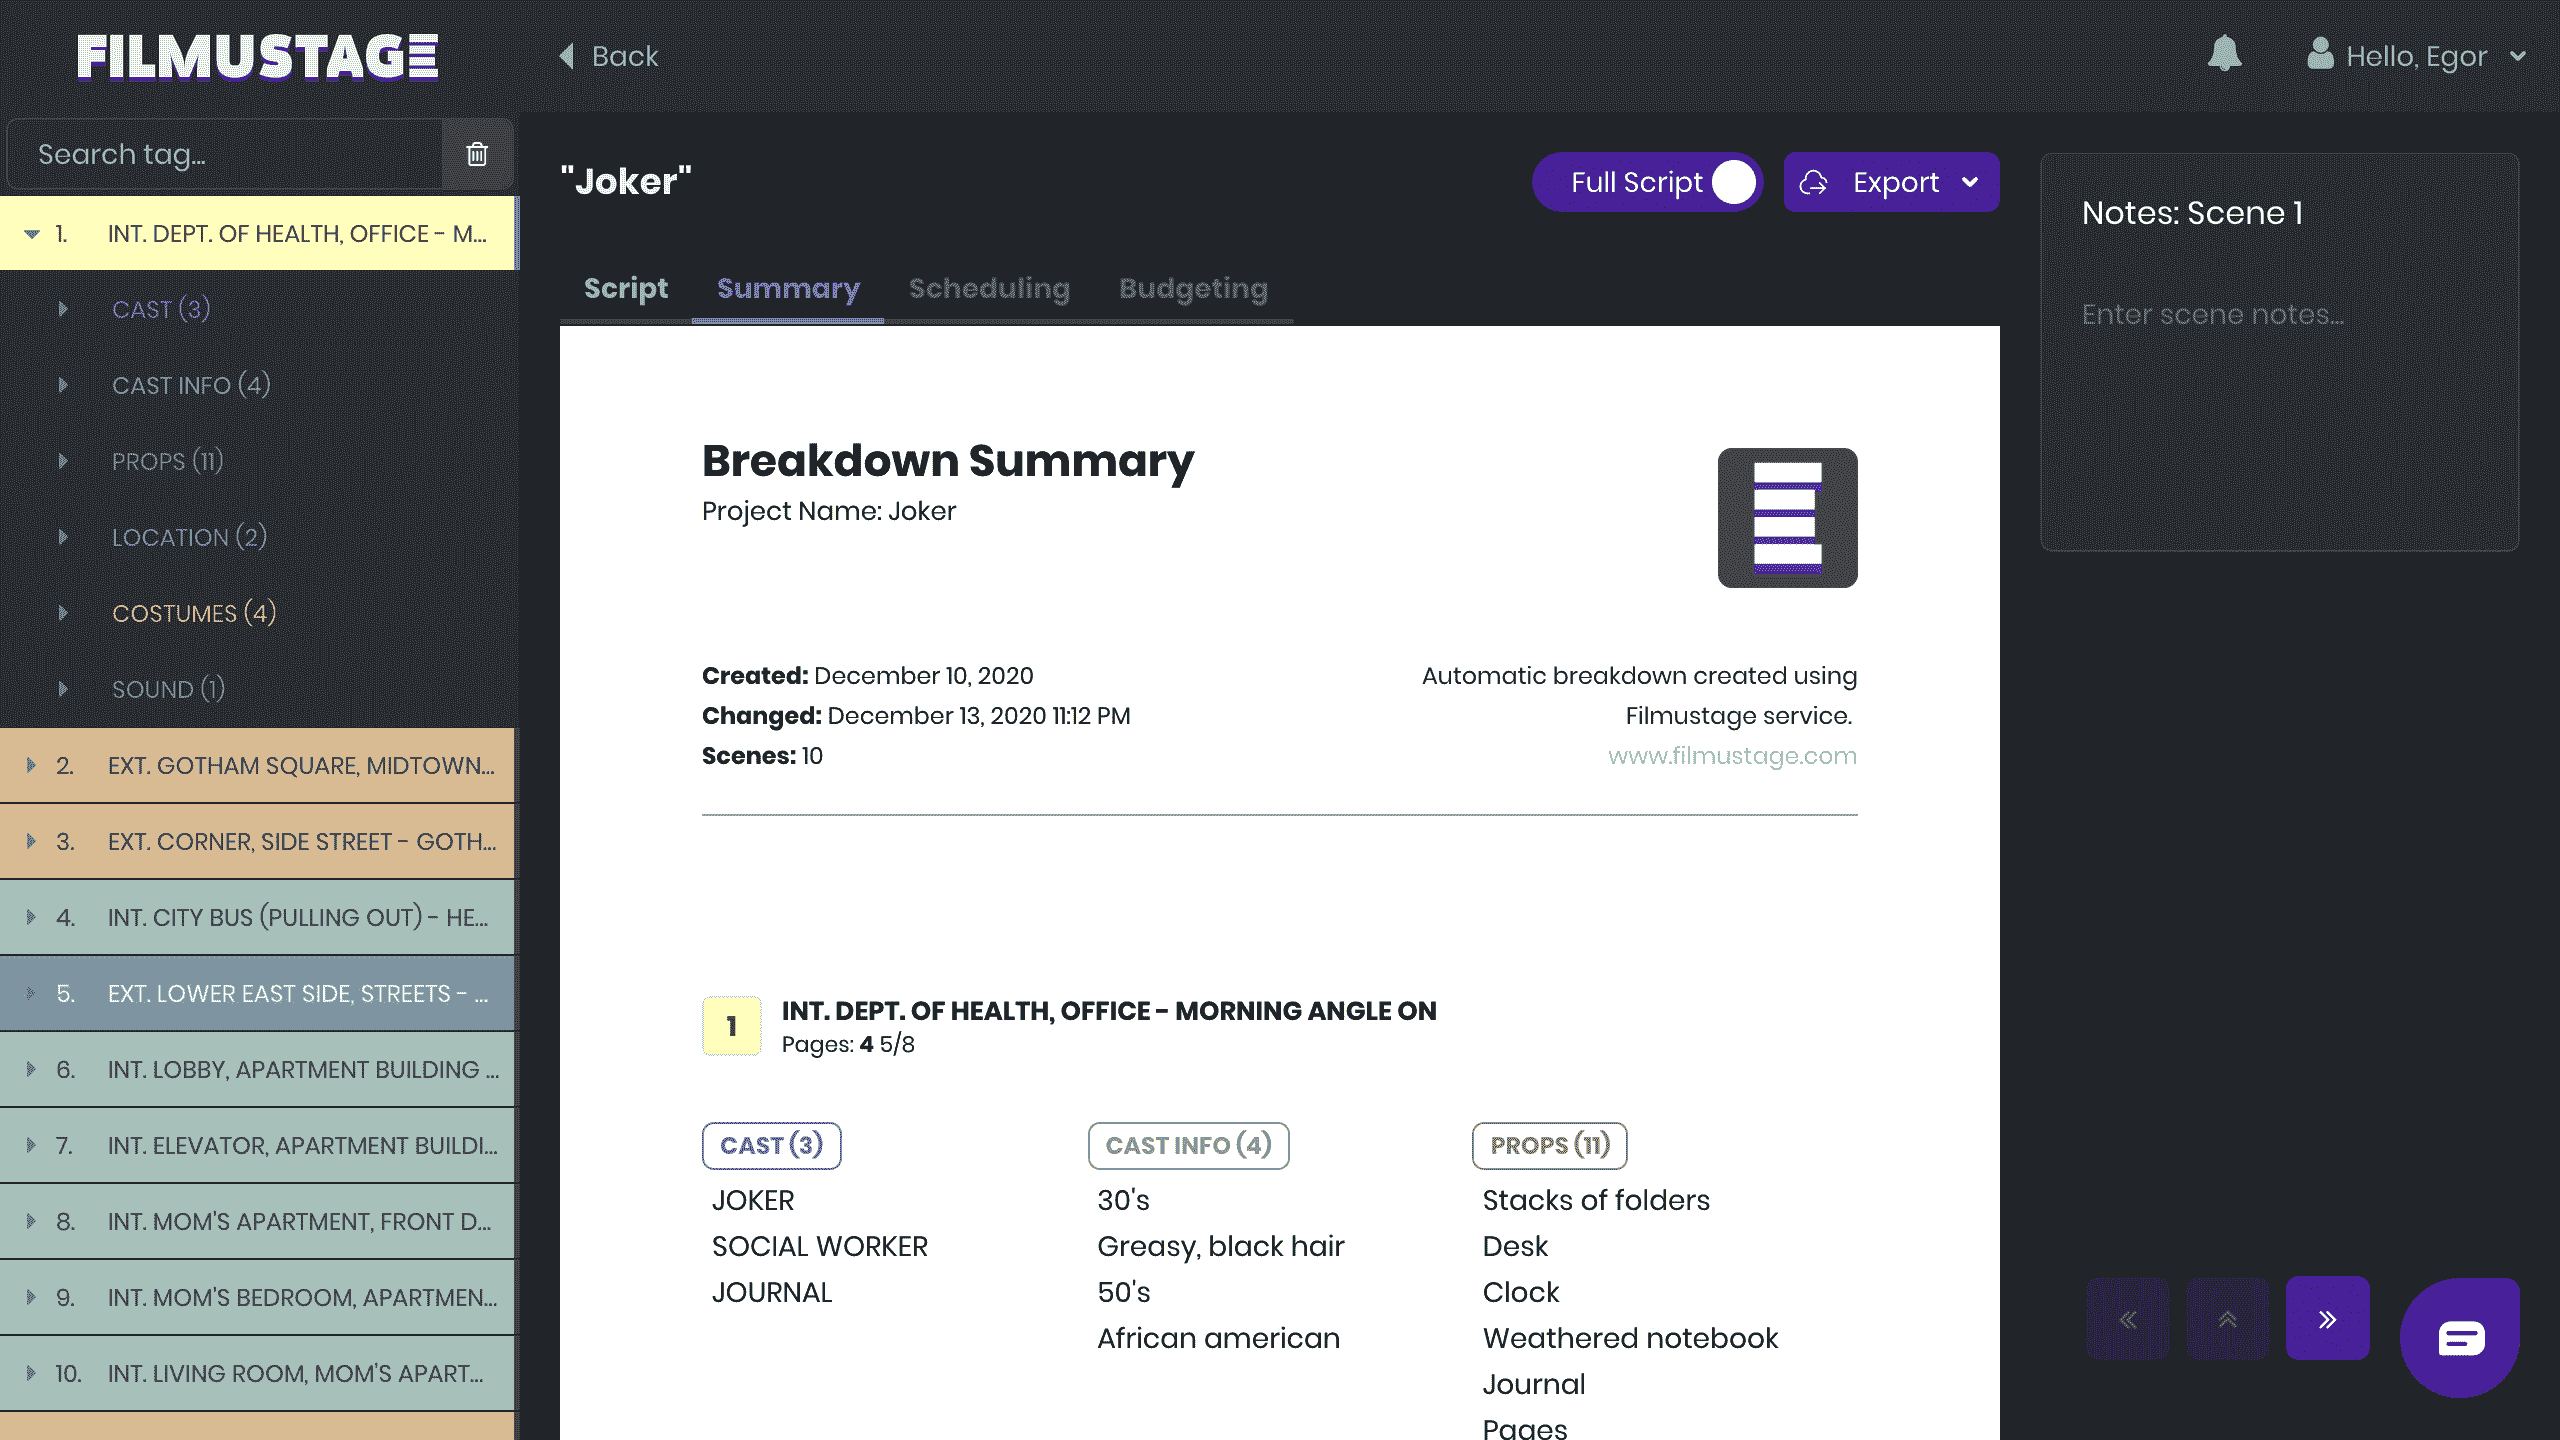 FILMUSTAGE
Back
Hello, Egor
Search tag...
1. INT. DEPT. OF HEALTH, OFFICE - M...
CAST (3)
CAST INFO (4)
PROPS (11)
LOCATION (2)
COSTUMES (4)
SOUND (1)
2. EXT. GOTHAM SQUARE, MIDTOWN...
3. EXT. CORNER, SIDE STREET - GOTH...
4. INT. CITY BUS (PULLING OUT) - HE...
5. EXT. LOWER EAST SIDE, STREETS - ...
6. INT. LOBBY, APARTMENT BUILDING ...
7. INT. ELEVATOR, APARTMENT BUILDI...
8. INT. MOM'S APARTMENT, FRONT D...
9. INT. MOM'S BEDROOM, APARTMEN...
10. INT. LIVING ROOM, MOM'S APART...
"Joker"
Full Script
Export
Script Summary Scheduling Budgeting
Breakdown Summary
Project Name: Joker
Created: December 10, 2020
Changed: December 13, 2020 11:12 PM
Scenes: 10
Automatic breakdown created using
Filmustage service.
www.filmustage.com
1
INT. DEPT. OF HEALTH, OFFICE - MORNING ANGLE ON
Pages: 4 5/8
CAST (3)
JOKER
SOCIAL WORKER
JOURNAL
CAST INFO (4)
30's
Greasy, black hair
50's
African american
PROPS (11)
Stacks of folders
Desk
Clock
Weathered notebook
Journal
Pages
Notes: Scene 1
Enter scene notes...